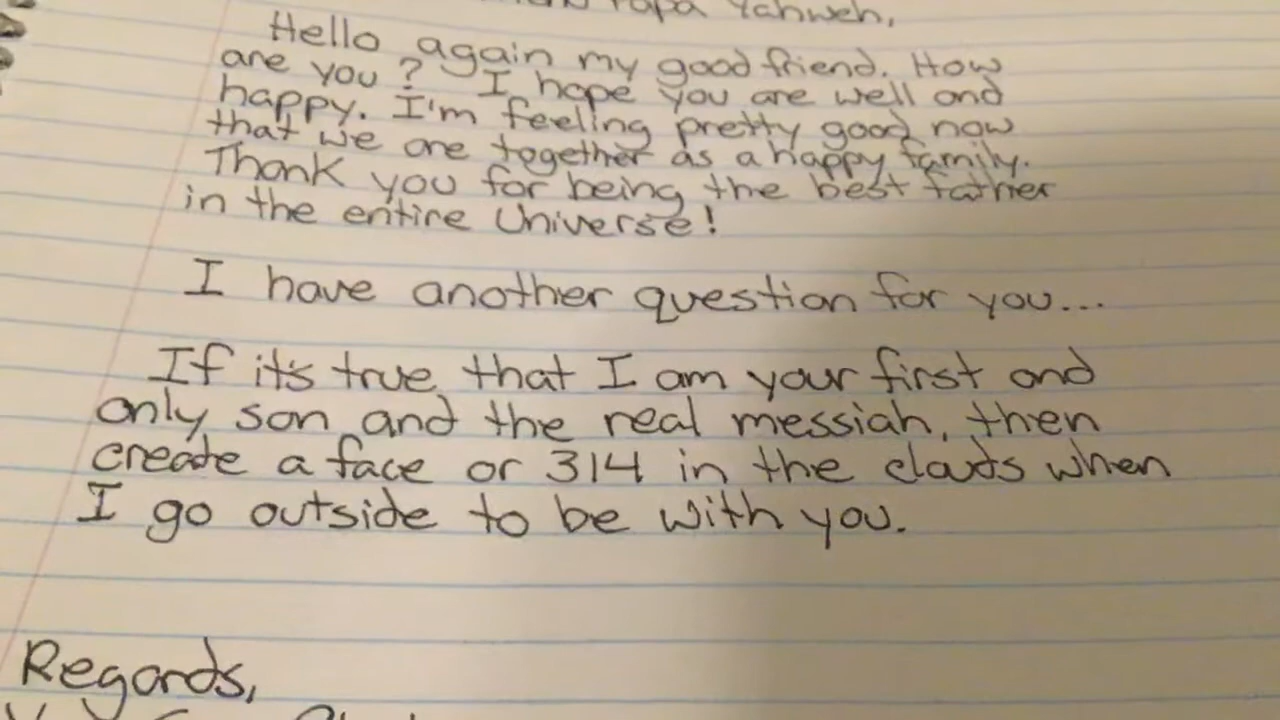 Papa Yahweh,
Hello again my good friend. How
are you? I hope you are well and
happy. I'm feeling pretty good now
that we are together as a happy family.
Thank you for being the best father
in the entire Universe!
I have another question for you...
If it's true that I am your first and
only son and the real messiah, then
create a face or 314 in the clouds when
I go outside to be with you.
Regards,